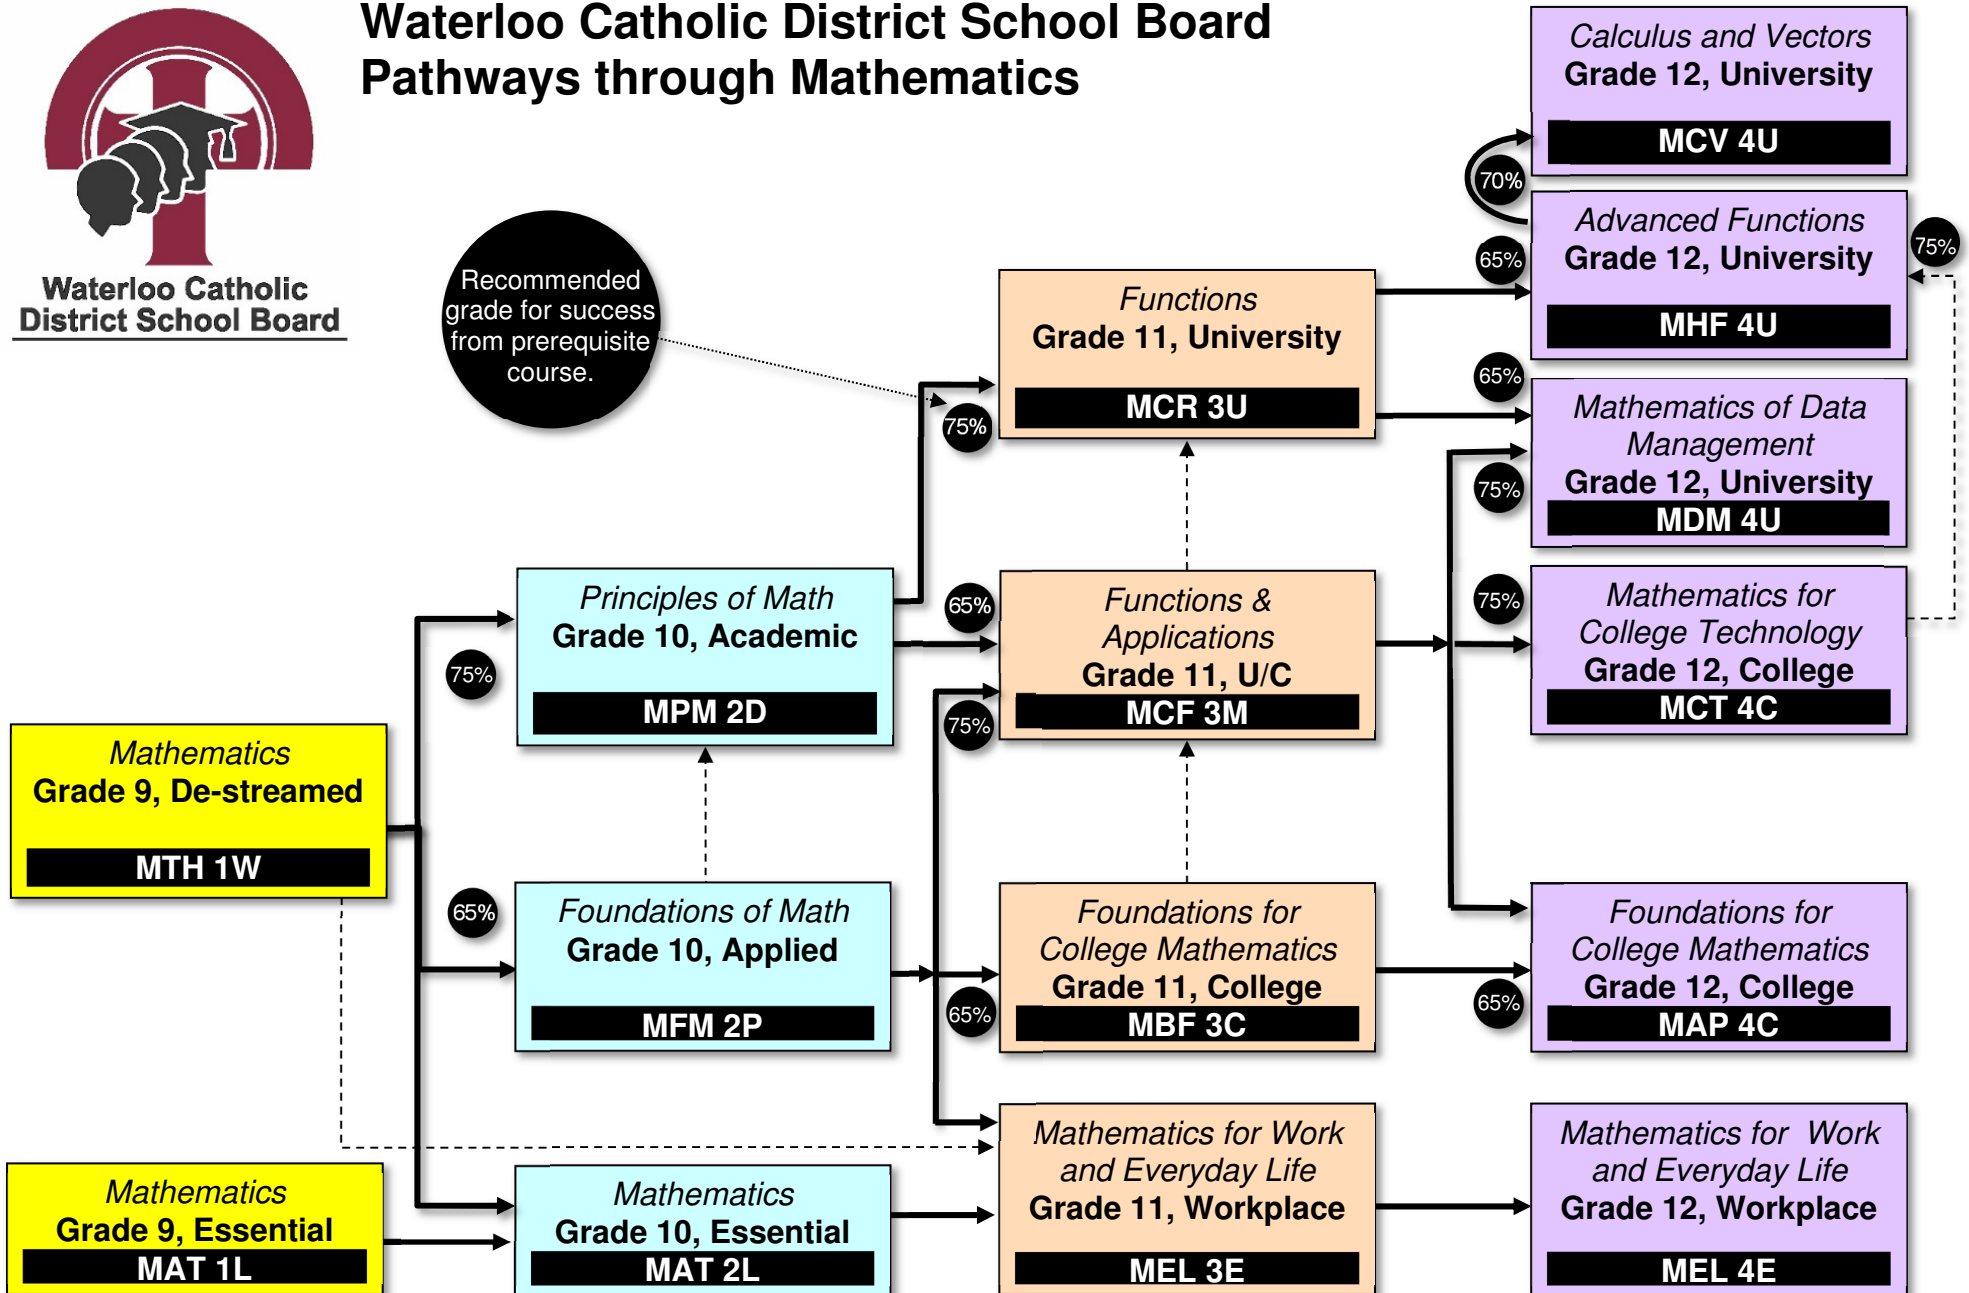 Waterloo Catholic District School Board
Pathways through Mathematics
Waterloo Catholic
District School Board
Recommended
grade for success
from prerequisite
course.
Mathematics
Grade 9, De-streamed
MTH 1W
Mathematics
Grade 9, Essential
MAT 1L
75%
65%
Principles of Math
Grade 10, Academic
MPM 2D
Foundations of Math
Grade 10, Applied
MFM 2P
Mathematics
Grade 10, Essential
MAT 2L
75%
65%
75%
65%
Functions
Grade 11, University
MCR 3U
Functions &
Applications
Grade 11, U/C
MCF 3M
Foundations for
College Mathematics
Grade 11, College
MBF 3C
Mathematics for Work
and Everyday Life
Grade 11, Workplace
MEL 3E
70%
65%
65%
75%
75%
65%
Calculus and Vectors
Grade 12, University
MCV 4U
Advanced Functions
Grade 12, University
MHF 4U
75%
Mathematics of Data
Management
Grade 12, University
MDM 4U
Mathematics for
College Technology
Grade 12, College
MCT 4C
Foundations for
College Mathematics
Grade 12, College
MAP 4C
Mathematics for  Work
and Everyday Life
Grade 12, Workplace
MEL 4E